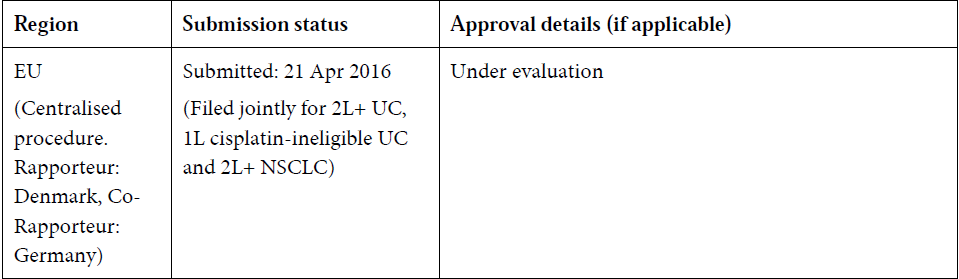 Region
Submission status
Approval details (if applicable)
EU
(Centralised
procedure.
Rapporteur:
Denmark, Co-
Rapporteur:
Germany)
Submitted: 21 Apr 2016
(Filed jointly for 2L+ UC,
1L cisplatin-ineligible UC
and 2L+ NSCLC)
Under evaluation